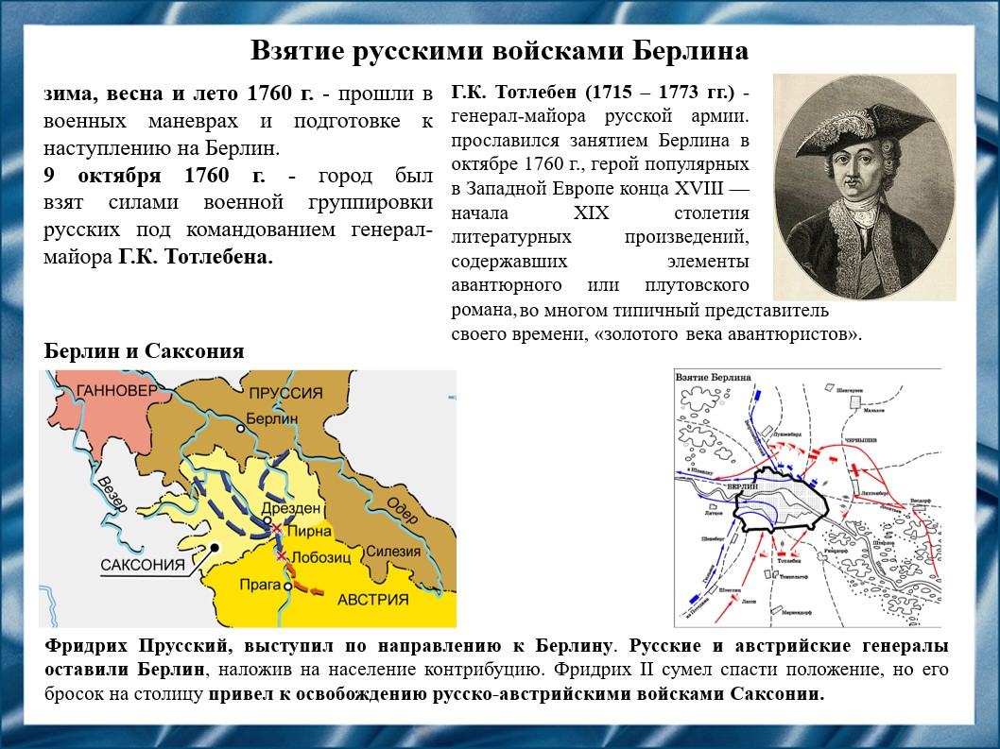 Взятие русскими войсками Берлина
зима, весна и лето 1760 г. - прошли в
военных маневрах и подготовке к
наступлению на Берлин.
9 октября 1760 г. - город был
взят силами военной группировки
русских под командованием генерал-
майора Г.К. Тотлебена.
Г.К. Тотлебен (1715 – 1773 гг.) -
генерал-майора русской армии.
прославился занятием Берлина в
октябре 1760 г., герой популярных
в Западной Европе конца XVIII —
начала XIX столетия
литературных произведений,
содержавших элементы
авантюрного или плутовского
романа, во многом типичный представитель
своего времени, «золотого века авантюристов».
Берлин и Саксония
ГАННОВЕР
ПРУССИЯ
Берлин
Везер
Одер
Дрезден
Пирна
Лобозиц
Силезия
САКСОНИЯ
Прага
АВСТРИЯ
Взятие Берлина
Мальхов
ЧЕРНЫШЕВ
БЕРЛИН
Лихтенберг
Шенеберг
Тотлебен
Темпельгоф
Ласси
Мариендорф
Фридрих Прусский, выступил по направлению к Берлину. Русские и австрийские генералы
оставили Берлин, наложив на население контрибуцию. Фридрих II сумел спасти положение, но его
бросок на столицу привел к освобождению русско-австрийскими войсками Саксонии.